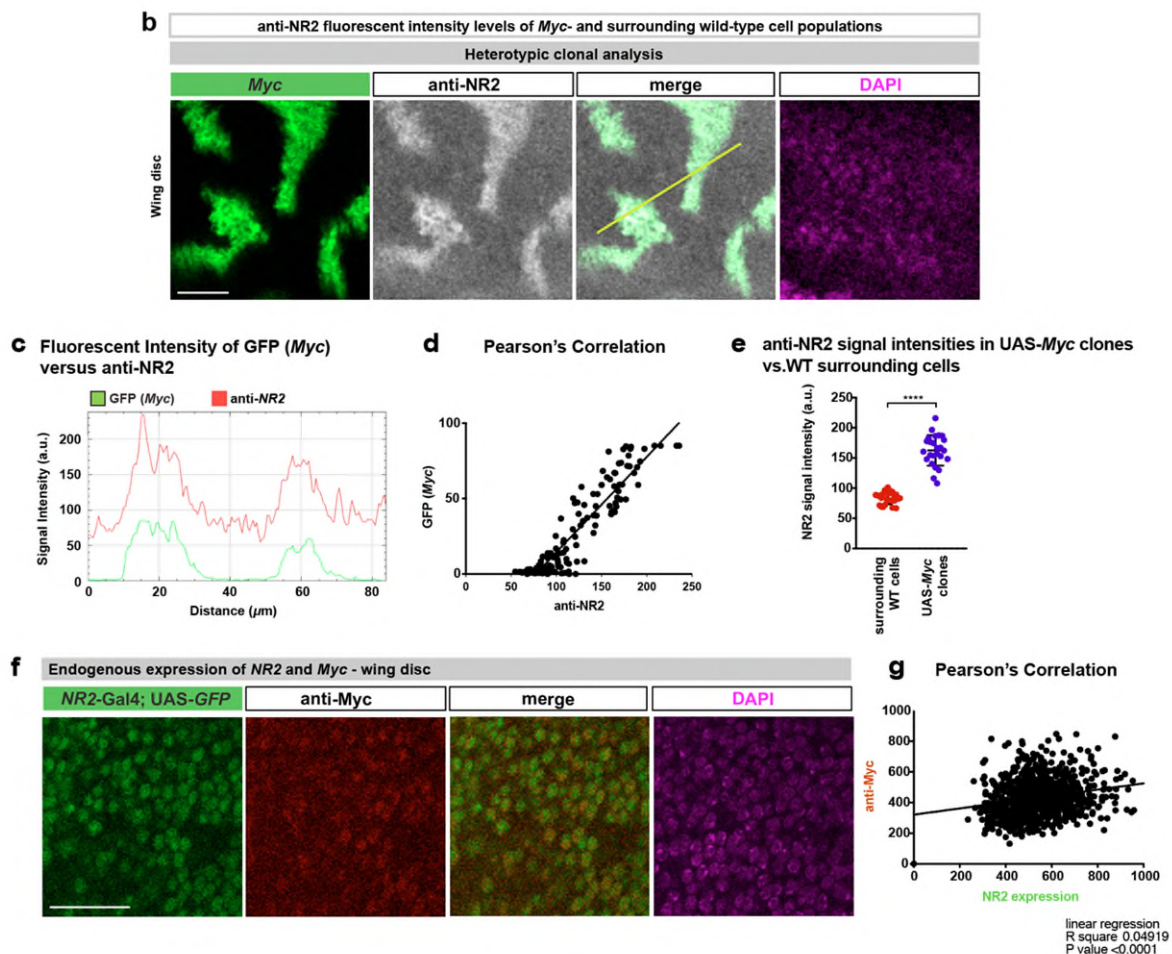 b
anti-NR2 fluorescent intensity levels of Myc- and surrounding wild-type cell populations
Heterotypic clonal analysis
Myc
anti-NR2
merge
DAPI
Wing disc
c Fluorescent Intensity of GFP (Myc)
versus anti-NR2
GFP (Myc)
anti-NR2
Signal Intensity (a.u.)
200
150
100
50
0
0 20 40 60 80
Distance (µm)
d Pearson's Correlation
GFP (Myc)
100
50
0
0 50 100 150 200 250
anti-NR2
e anti-NR2 signal intensities in UAS-Myc clones
vs.WT surrounding cells
NR2 signal intensity (a.u.)
250
200
150
100
50
0
****
surrounding
WT cells
UAS-Myc
clones
f Endogenous expression of NR2 and Myc - wing disc
NR2-Gal4; UAS-GFP
anti-Myc
merge
DAPI
g Pearson's Correlation
anti-Myc
1000
800
600
400
200
0
0 200 400 600 800 1000
NR2 expression
linear regression
R square 0.04919
P value <0.0001